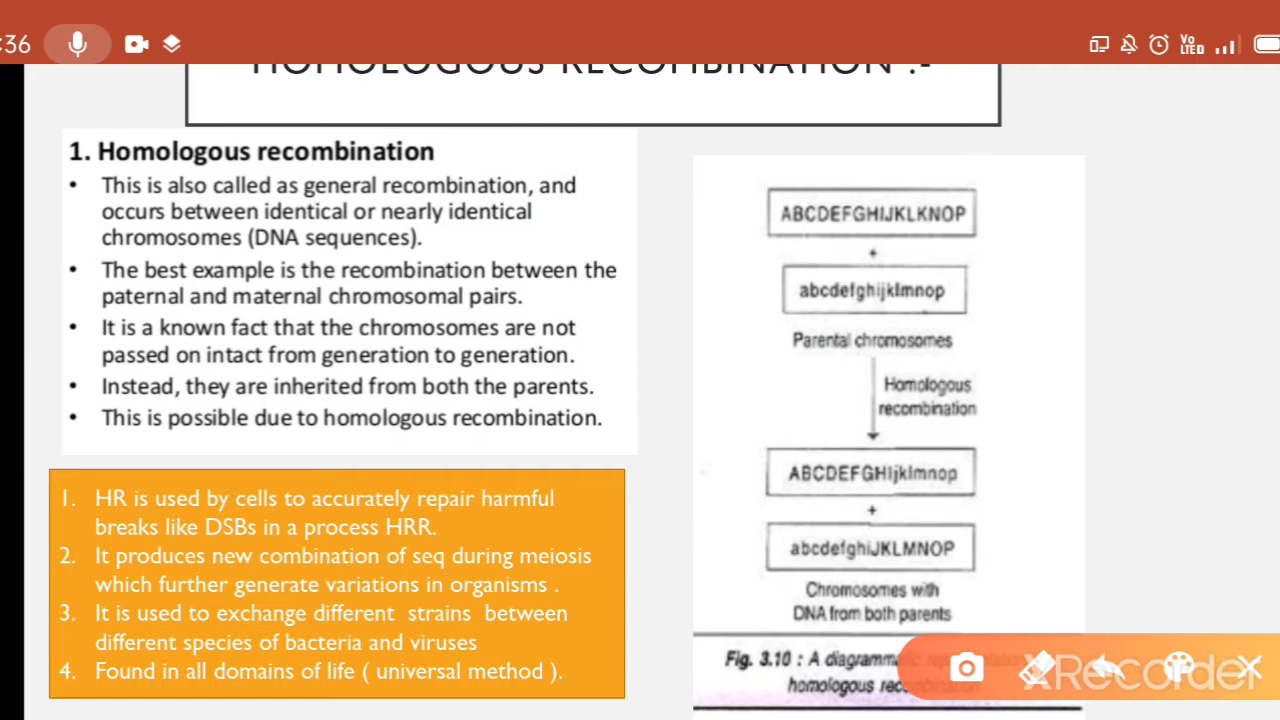 :36
Vo
LTE D
HOMOLOGOUS RECOMBINATION :-
1. Homologous recombination
• This is also called as general recombination, and
occurs between identical or nearly identical
chromosomes (DNA sequences).
• The best example is the recombination between the
paternal and maternal chromosomal pairs.
• It is a known fact that the chromosomes are not
passed on intact from generation to generation.
• Instead, they are inherited from both the parents.
• This is possible due to homologous recombination.
1. HR is used by cells to accurately repair harmful
breaks like DSBs in a process HRR.
2. It produces new combination of seq during meiosis
which further generate variations in organisms .
3. It is used to exchange different strains between
different species of bacteria and viruses
4. Found in all domains of life ( universal method ).
ABCDEFGHIJKLKNOP
+
abcdefghijklmnop
Parental chromosomes
Homologous
recombination
ABCDEFGHIjklmnop
+
abcdefghiJKLMNOP
Chromosomes with
DNA from both parents
Fig. 3.10 : A
homologous
XRecorder